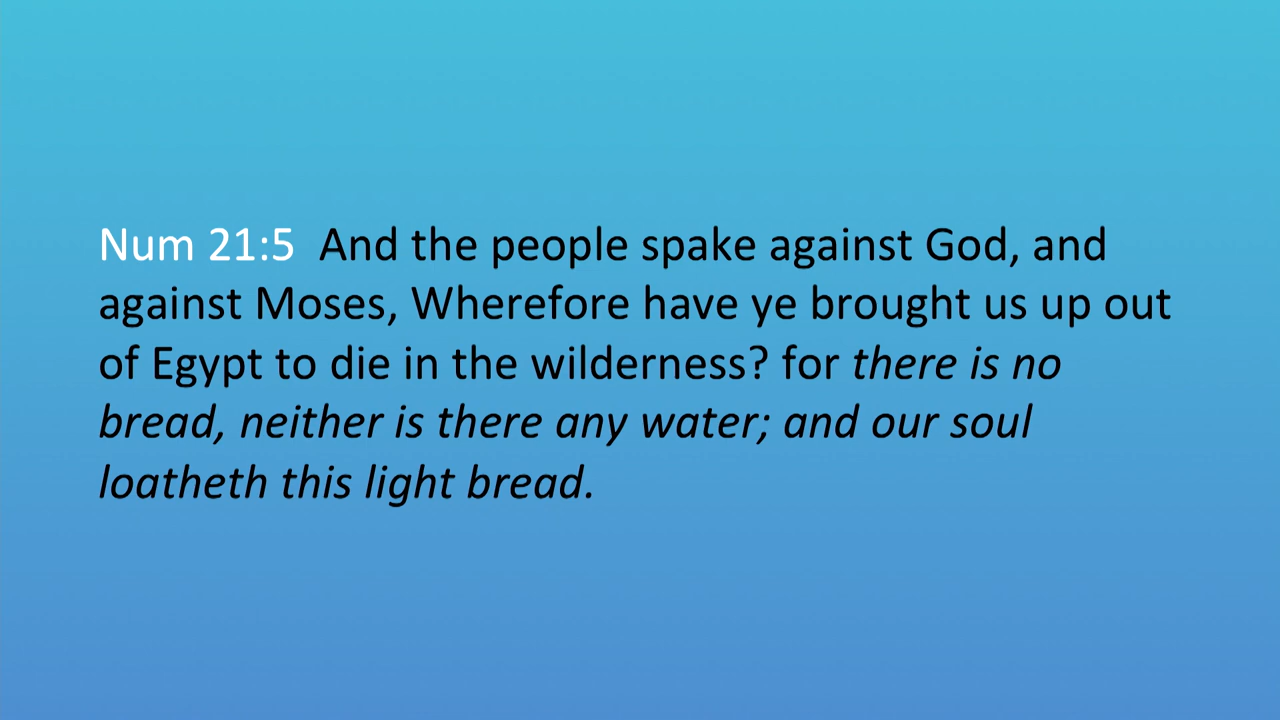 Num 21:5  And the people spake against God, and
against Moses, Wherefore have ye brought us up out
of Egypt to die in the wilderness? for there is no
bread, neither is there any water; and our soul
loatheth this light bread.